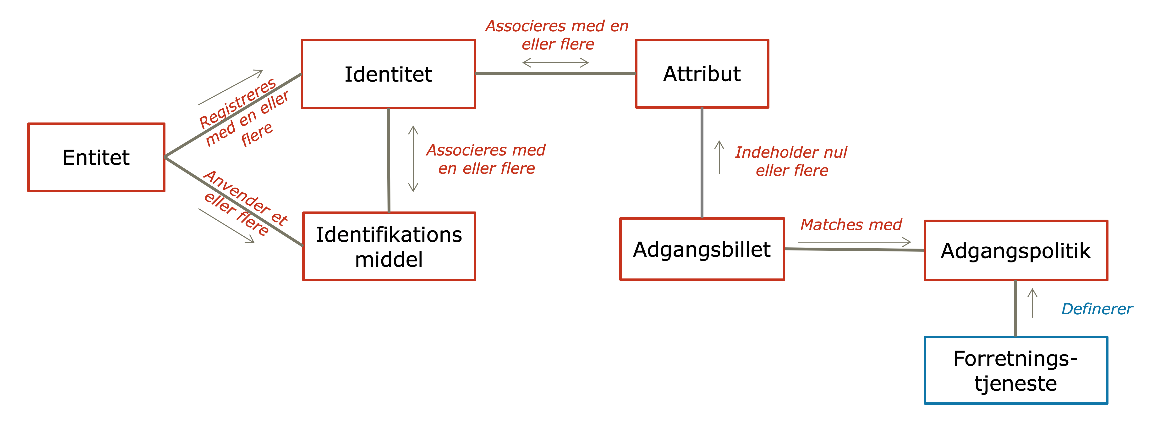 Associeres med en
eller flere
Identitet
Attribut
Registreres
med en eller
flere
Entitet
Associeres med
en eller flere
Indeholder nul
eller flere
Anvender et
eller flere
Identifikations
middel
Adgangsbillet
Matches med
Adgangspolitik
Definerer
Forretnings-
tjeneste